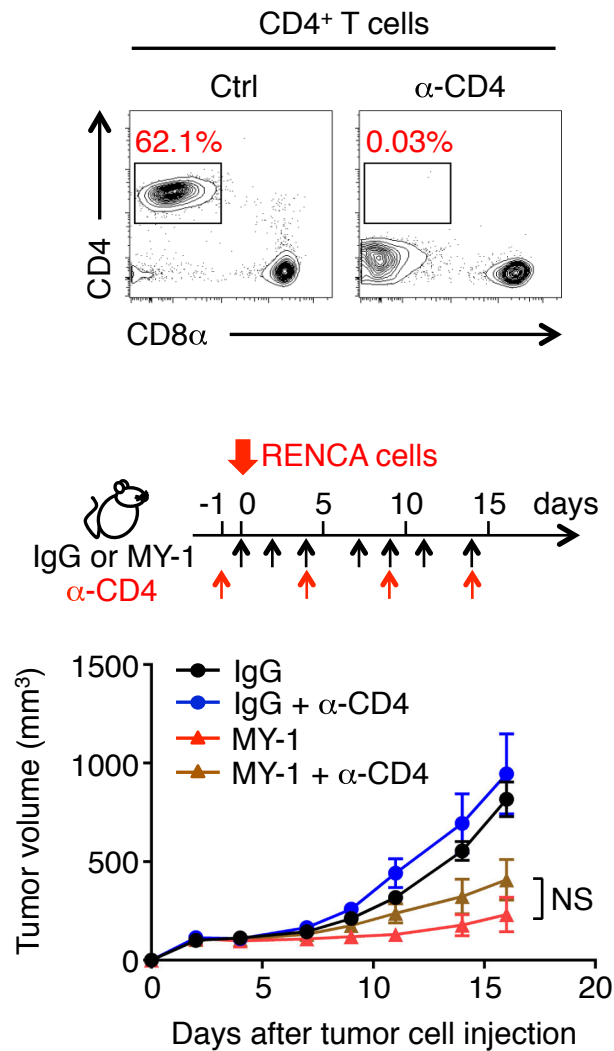 CD4⁺ T cells
Ctrl
α-CD4
62.1%
0.03%
CD4
CD8α
RENCA cells
-1 0 5 10 15 days
IgG or MY-1
α-CD4
IgG
IgG + α-CD4
MY-1
MY-1 + α-CD4
Tumor volume (mm³)
1500
1000
500
0
NS
0 5 10 15 20
Days after tumor cell injection